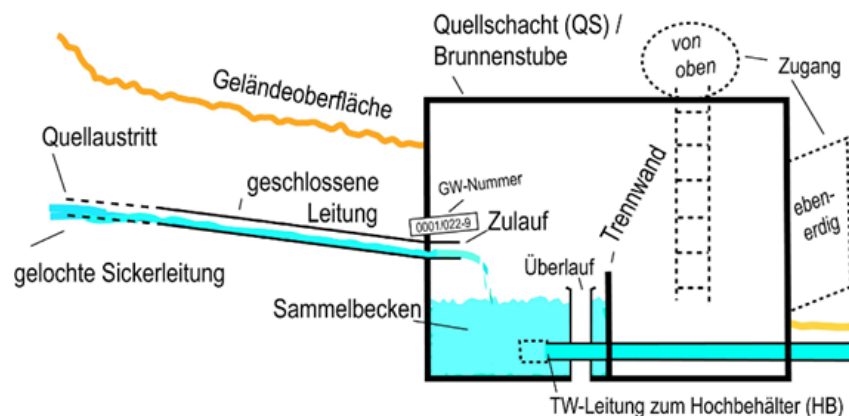 Quellschacht (QS) /
Brunnenstube
von
oben
Zugang
Geländeoberfläche
Quellaustritt
geschlossene
Leitung
GW-Nummer
0001/022-9
Zulauf
Trennwand
eben-
erdig
gelochte Sickerleitung
Überlauf
Sammelbecken
TW-Leitung zum Hochbehälter (HB)